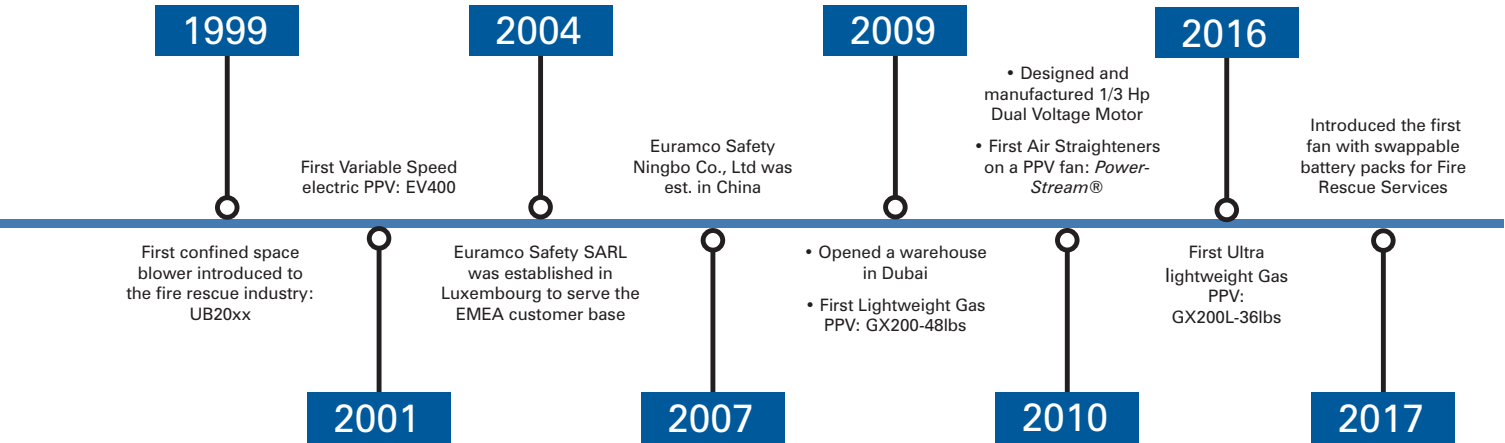 1999
First confined space
blower introduced to
the fire rescue industry:
UB20xx
First Variable Speed
electric PPV: EV400
2001
2004
Euramco Safety SARL
was established in
Luxembourg to serve the
EMEA customer base
Euramco Safety
Ningbo Co., Ltd was
est. in China
2007
2009
• Opened a warehouse
in Dubai
• First Lightweight Gas
PPV: GX200-48lbs
• Designed and
manufactured 1/3 Hp
Dual Voltage Motor
• First Air Straighteners
on a PPV fan: Power-
Stream®
2010
2016
First Ultra
lightweight Gas
PPV:
GX200L-36lbs
Introduced the first
fan with swappable
battery packs for Fire
Rescue Services
2017